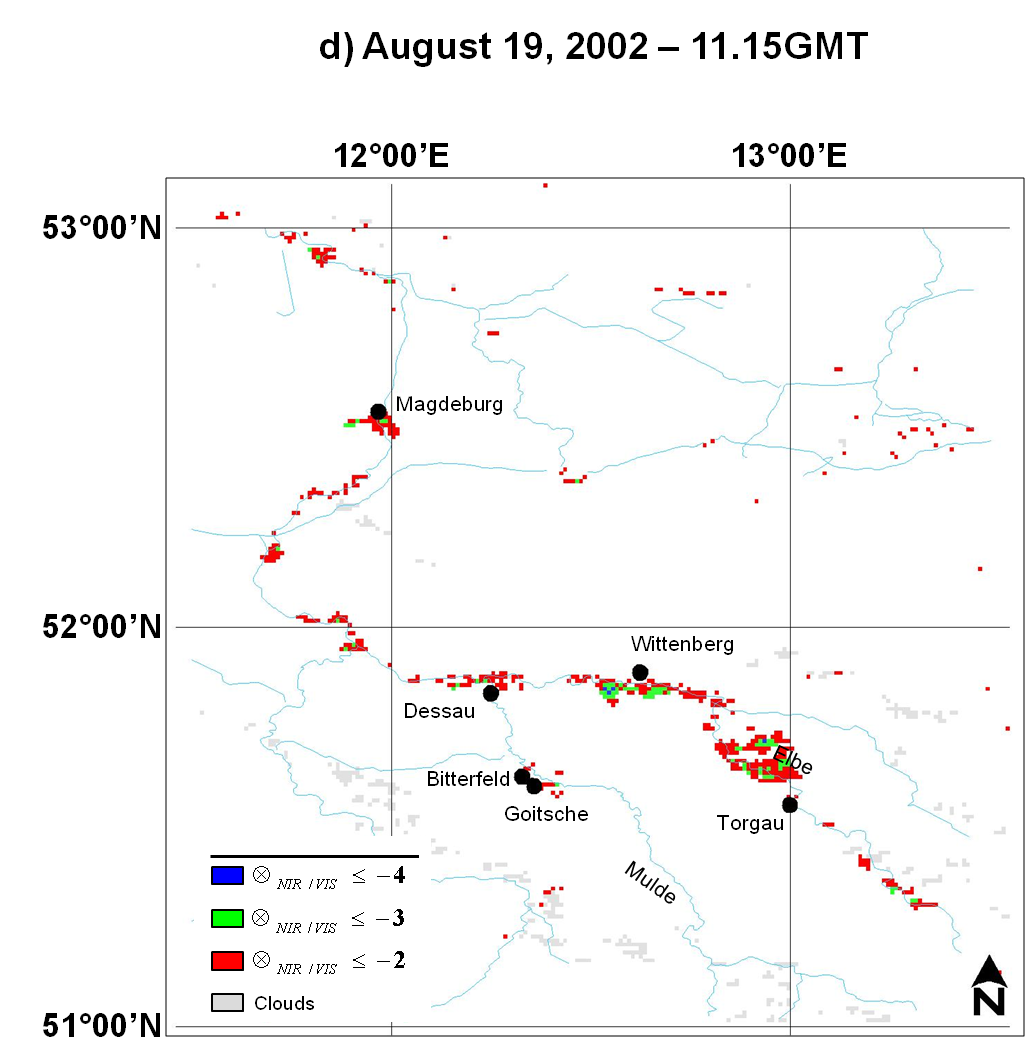 d) August 19, 2002 – 11.15GMT
12°00’E
13°00’E
53°00’N
Magdeburg
52°00’N
Wittenberg
Dessau
Elbe
Bitterfeld
Goitsche
Torgau
Mulde
⊗ NIR / VIS ≤ −4
⊗ NIR / VIS ≤ −3
⊗ NIR / VIS ≤ −2
Clouds
N
51°00’N